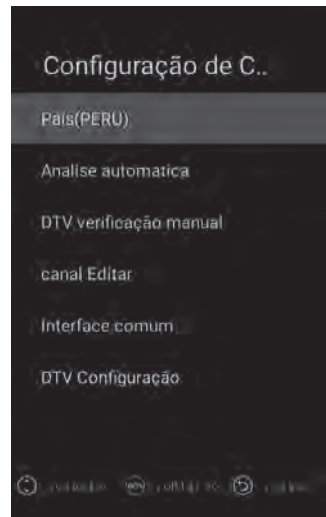 Configuração de C..
País(PERU)
Analise automatica
DTV verificação manual
canal Editar
Interface comum
DTV Configuração